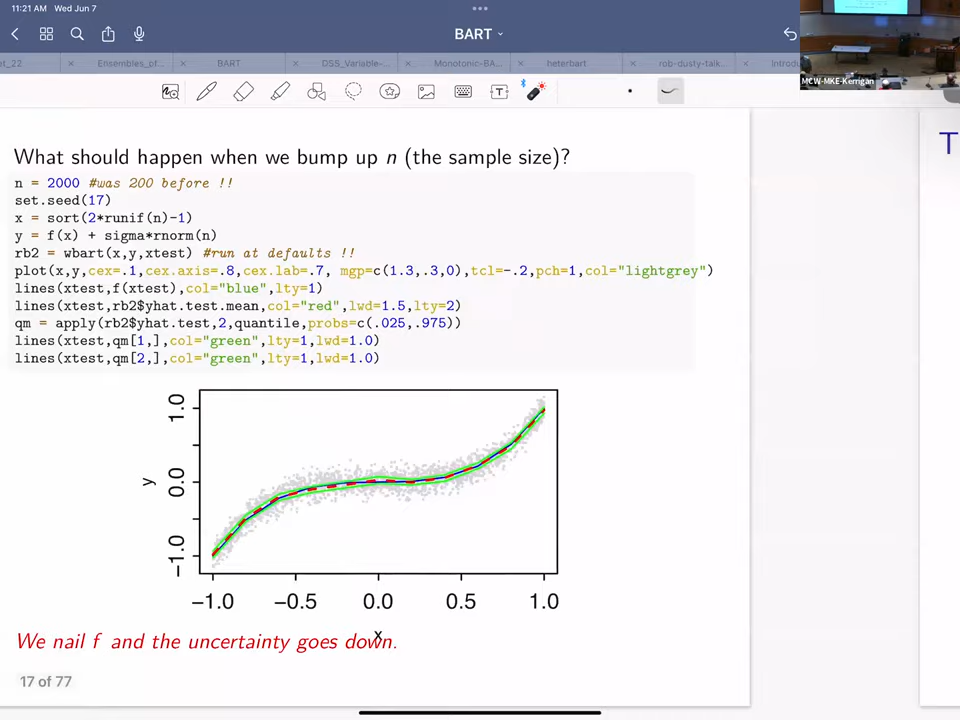 11:21 AM Wed Jun 7
BART
et_22
Ensembles_of...
BART
DSS_Variable-...
Monotonic-BA...
heterbart
rob-dusty-talk...
Introdu
MCW-MKE-Kerrigan
T
What should happen when we bump up n (the sample size)?
n = 2000 #was 200 before !!
set.seed(17)
x = sort(2*runif(n)-1)
y = f(x) + sigma*rnorm(n)
rb2 = wbart(x,y,xtest) #run at defaults !!
plot(x,y,cex=.1,cex.axis=.8,cex.lab=.7, mgp=c(1.3,.3,0),tcl=-.2,pch=1,col="lightgrey")
lines(xtest,f(xtest),col="blue",lty=1)
lines(xtest,rb2$yhat.test.mean,col="red",lwd=1.5,lty=2)
qm = apply(rb2$yhat.test,2,quantile,probs=c(.025,.975))
lines(xtest,qm[1,],col="green",lty=1,lwd=1.0)
lines(xtest,qm[2,],col="green",lty=1,lwd=1.0)
1.0
0.0
-1.0
y
-1.0 -0.5 0.0 0.5 1.0
x
We nail f and the uncertainty goes down.
17 of 77